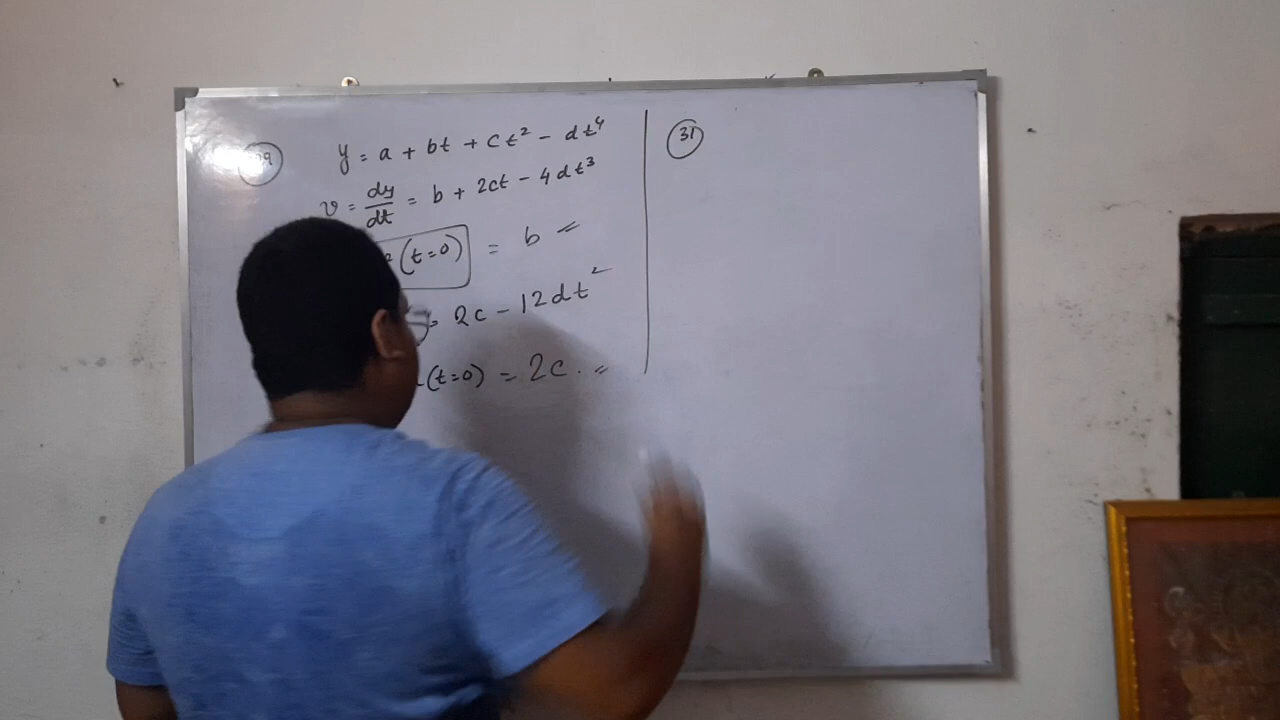 y = a + bt + ct² - dt⁴
v = dy/dt = b + 2ct - 4dt³
(t=0) = b
= 2c - 12dt²
(t=0) = 2c.
31